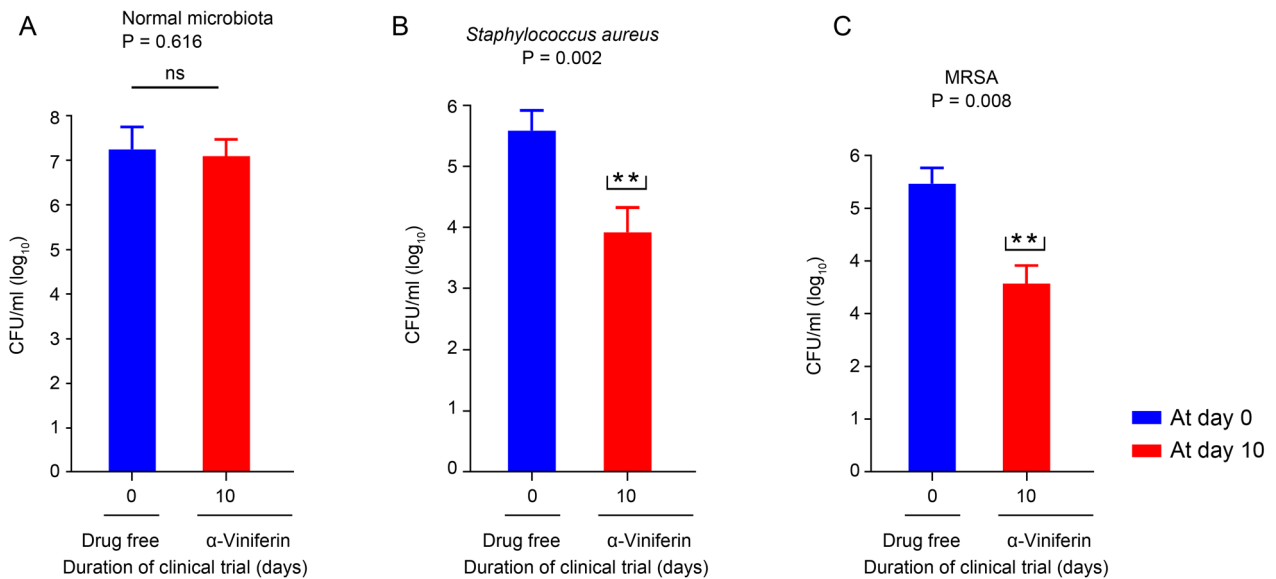 A
Normal microbiota
P = 0.616
ns
8
7
6
5
4
3
2
1
0
CFU/ml (log₁₀)
0
10
Drug free
α-Viniferin
Duration of clinical trial (days)
B
Staphylococcus aureus
P = 0.002
**
6
5
4
3
2
1
0
CFU/ml (log₁₀)
0
10
Drug free
α-Viniferin
Duration of clinical trial (days)
C
MRSA
P = 0.008
**
6
5
4
4
2
1
0
CFU/ml (log₁₀)
0
10
Drug free
α-Viniferin
Duration of clinical trial (days)
At day 0
At day 10